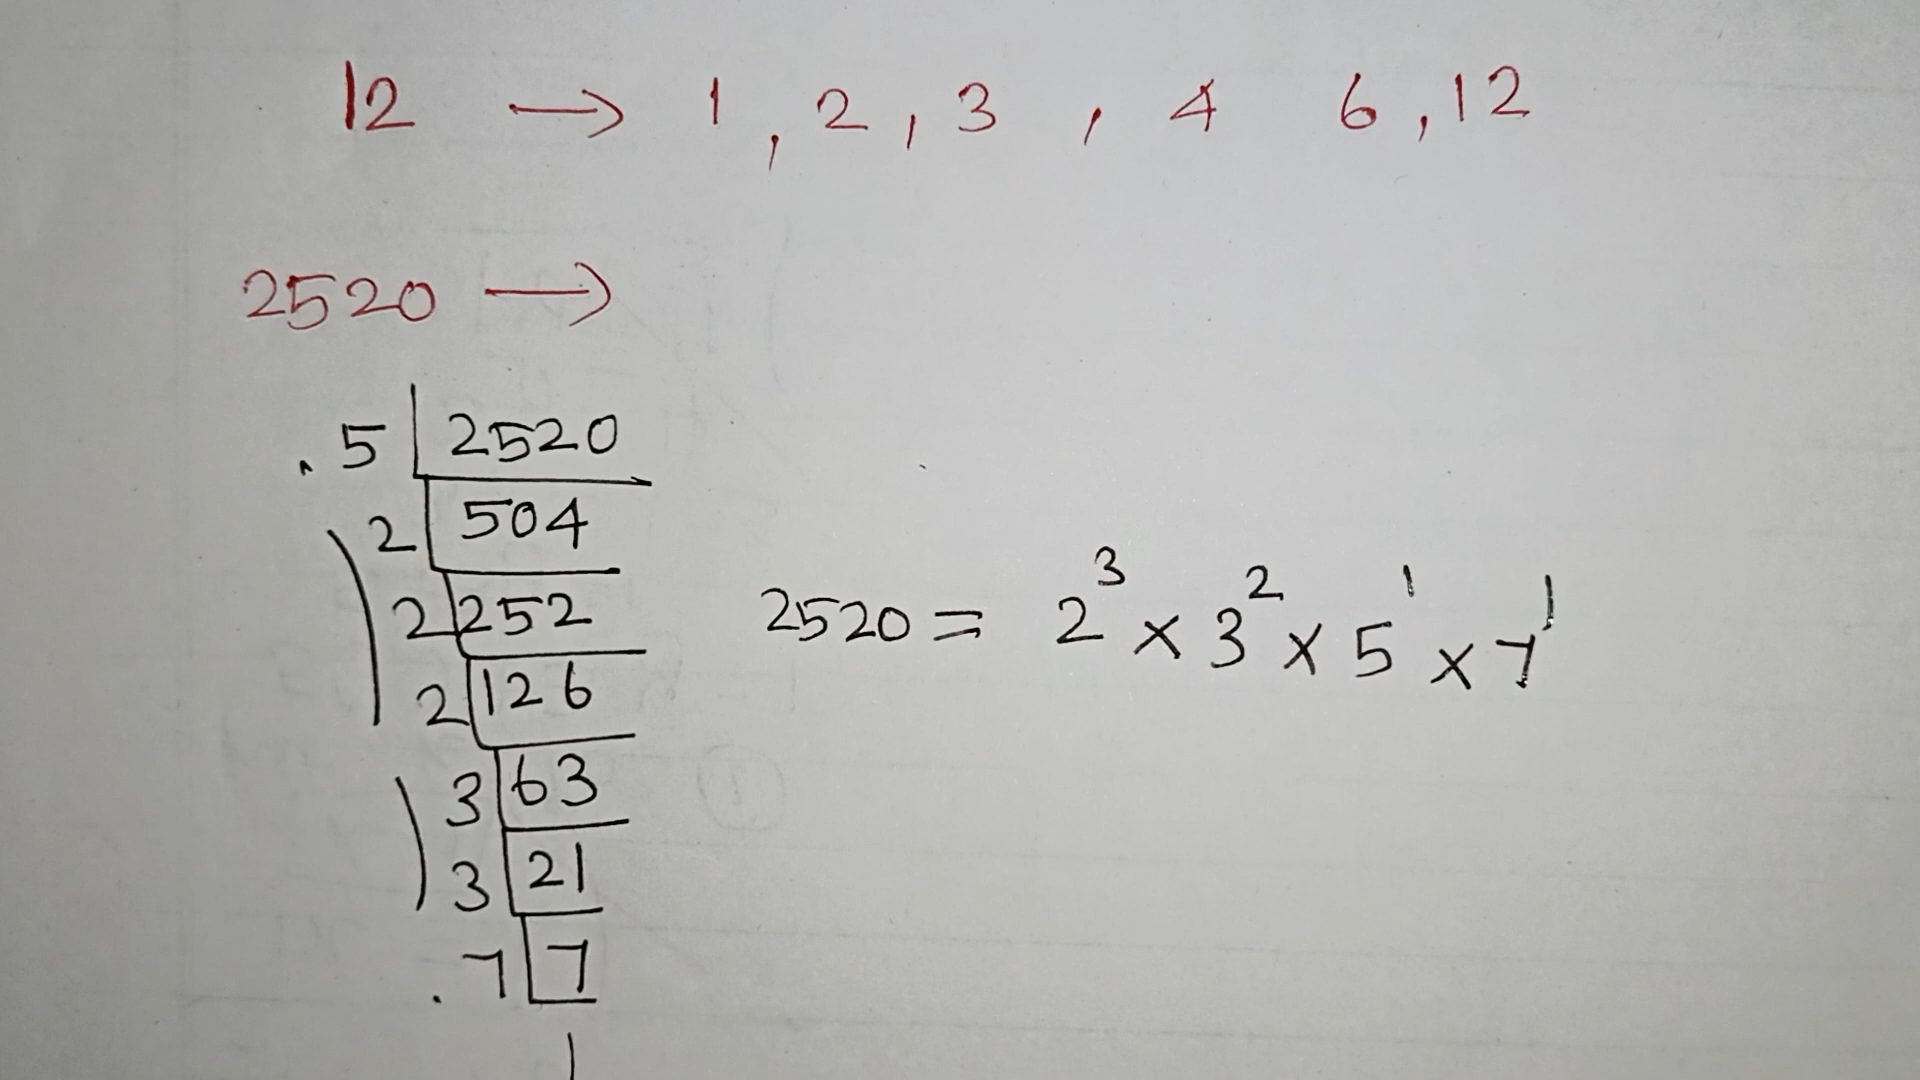 12 → 1, 2, 3, 4 6, 12
2520 →
. 5 | 2520
2 | 504
2 | 252
2 | 126
3 | 63
3 | 21
. 7 | 7
1
2520 = 2³ × 3² × 5¹ × 7¹